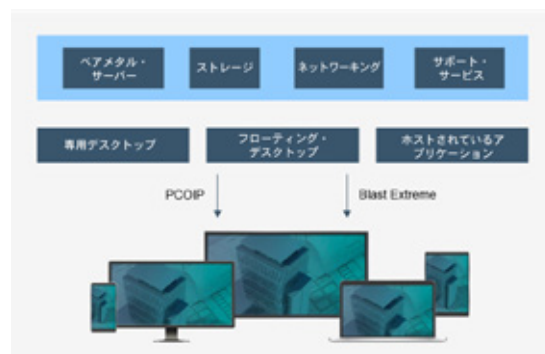 ベアメタル・
サーバー
ストレージ
ネットワーキング
サポート・
サービス
専用デスクトップ
フローティング・
デスクトップ
ホストされているア
プリケーション
PCOIP
Blast Extreme